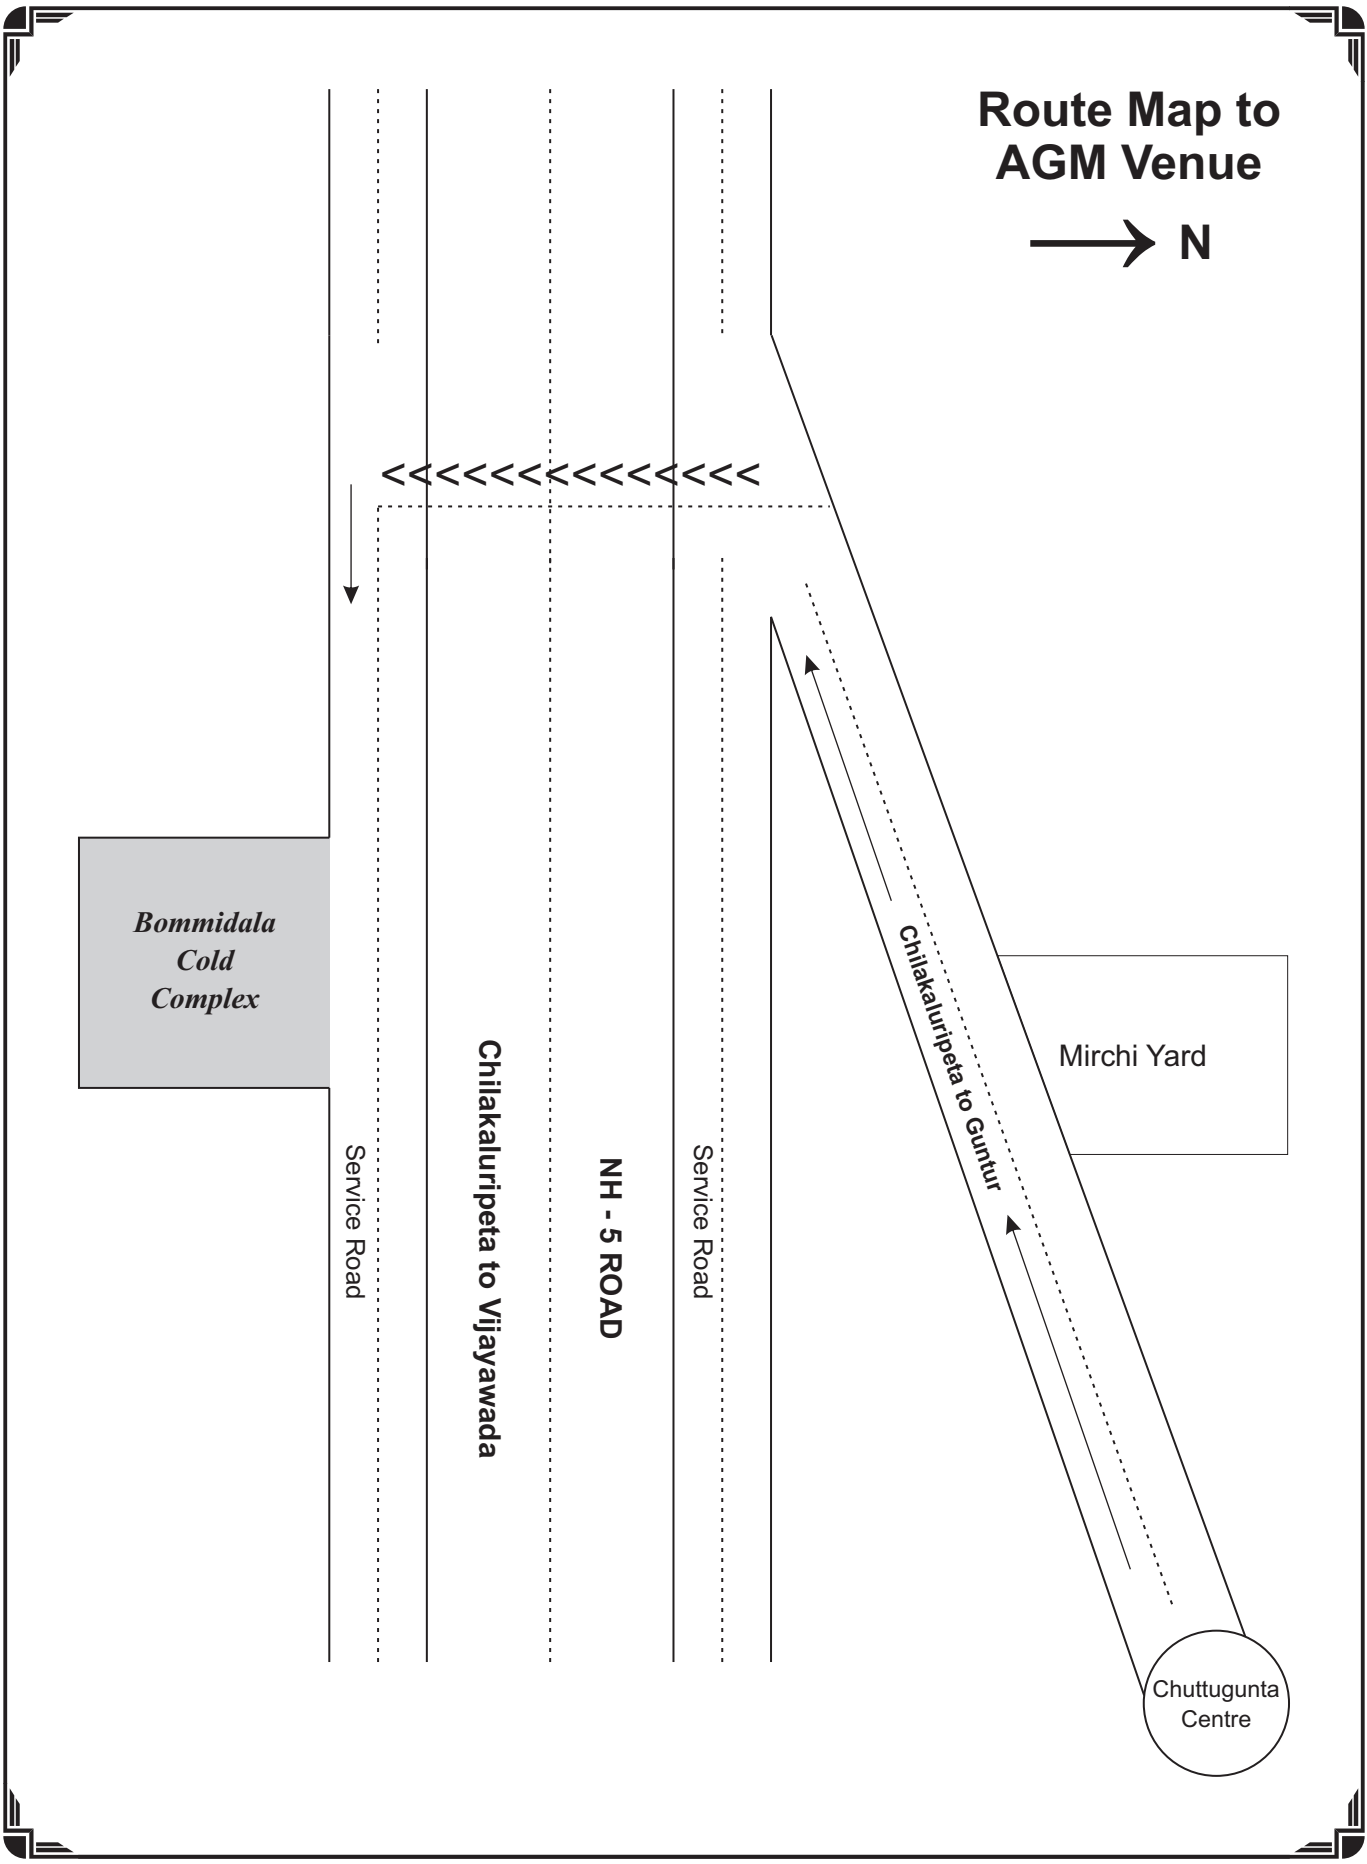 Route Map to
AGM Venue
N
<<<<<<<<<<<<<<
Bommidala
Cold
Complex
Chilakaluripeta to Guntur
Mirchi Yard
Service Road
Chilakaluripeta to Vijayawada
NH - 5 ROAD
Service Road
Chuttugunta
Centre